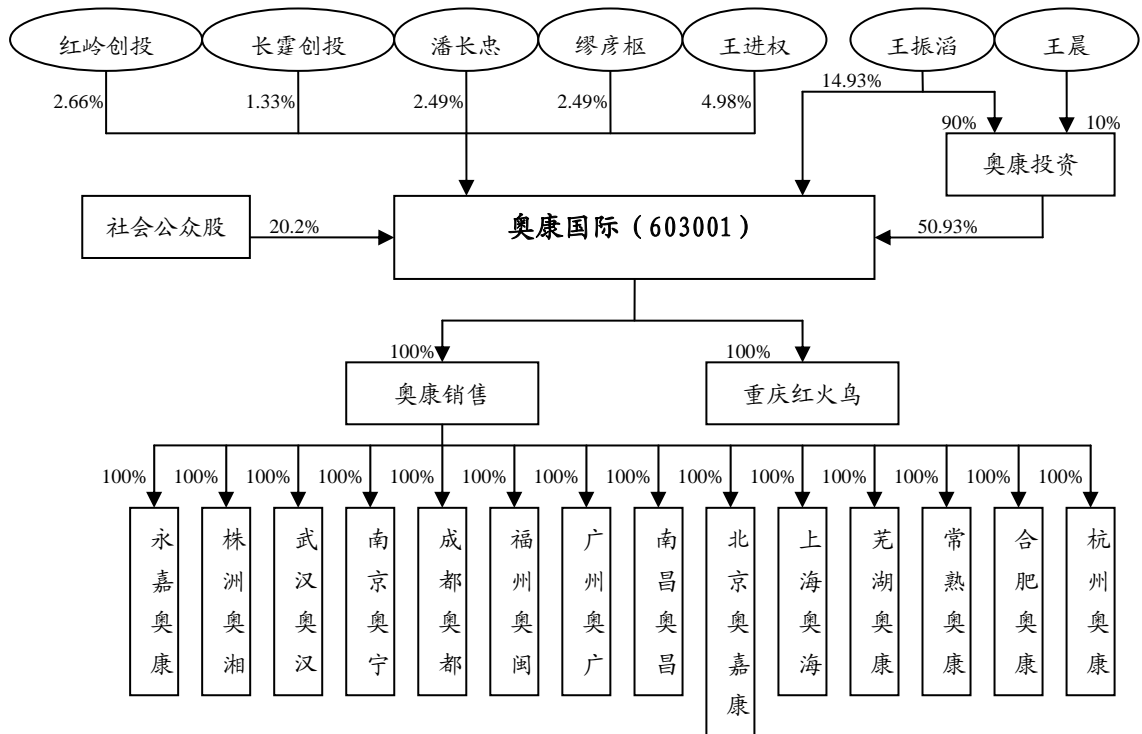 红岭创投
长霆创投
潘长忠
缪彦枢
王进权
王振滔
王晨
2.66%
1.33%
2.49%
2.49%
4.98%
14.93%
90%
10%
奥康投资
社会公众股
20.2%
奥康国际（603001）
50.93%
100%
100%
奥康销售
重庆红火鸟
100%
100%
100%
100%
100%
100%
100%
100%
100%
100%
100%
100%
100%
100%
永嘉奥康
株洲奥湘
武汉奥汉
南京奥宁
成都奥都
福州奥闽
广州奥广
南昌奥昌
北京奥嘉康
上海奥海
芜湖奥康
常熟奥康
合肥奥康
杭州奥康